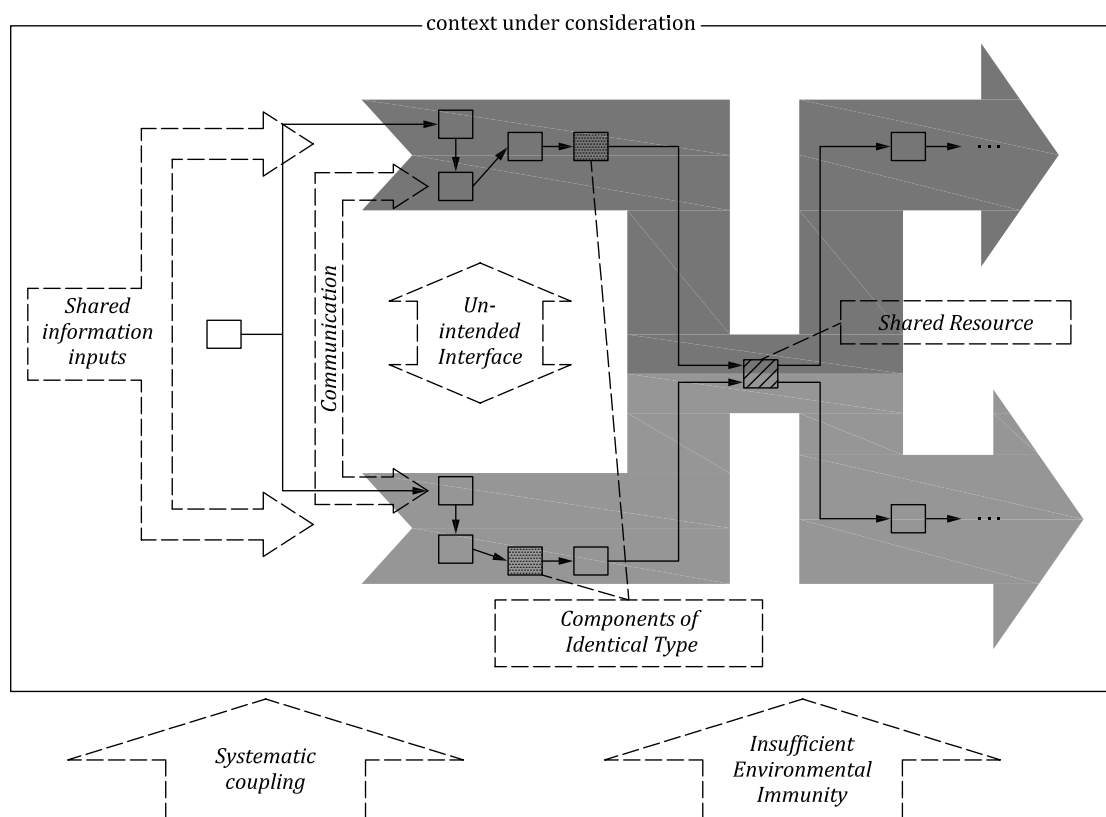 context under consideration
Shared
information
inputs
Communication
Un-
intended
Interface
Shared Resource
Components of
Identical Type
Systematic
coupling
Insufficient
Environmental
Immunity